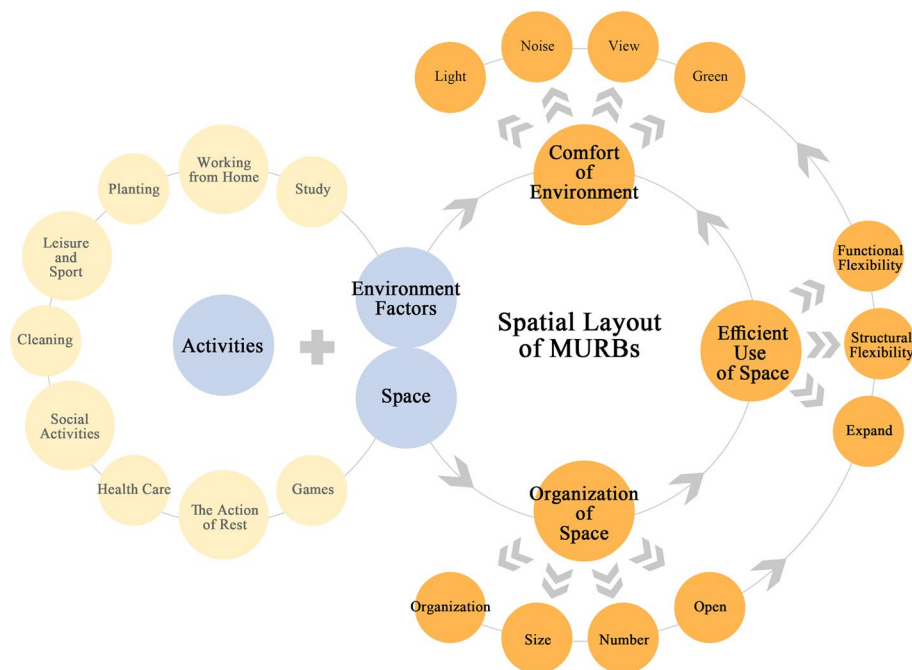 Light
Noise
View
Green
Comfort
of
Environment
Working
from Home
Planting
Study
Leisure
and
Sport
Cleaning
Social
Activities
Health Care
The Action
of Rest
Games
Activities
Environment
Factors
Space
Spatial Layout
of MURBs
Efficient
Use
of Space
Functional
Flexibility
Structural
Flexibility
Expand
Organization
of
Space
Organization
Size
Number
Open